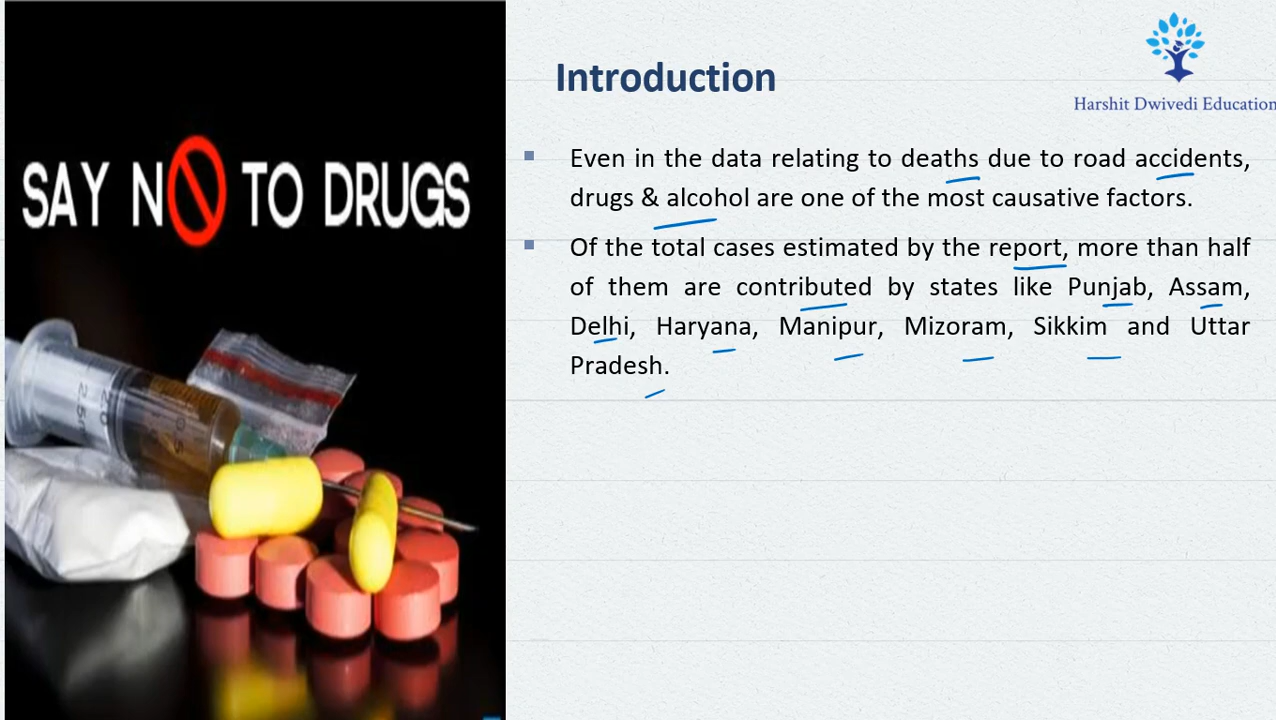 SAY NO TO DRUGS
Introduction
Harshit Dwivedi Education
Even in the data relating to deaths due to road accidents,
drugs & alcohol are one of the most causative factors.
Of the total cases estimated by the report, more than half
of them are contributed by states like Punjab, Assam,
Delhi, Haryana, Manipur, Mizoram, Sikkim and Uttar
Pradesh.